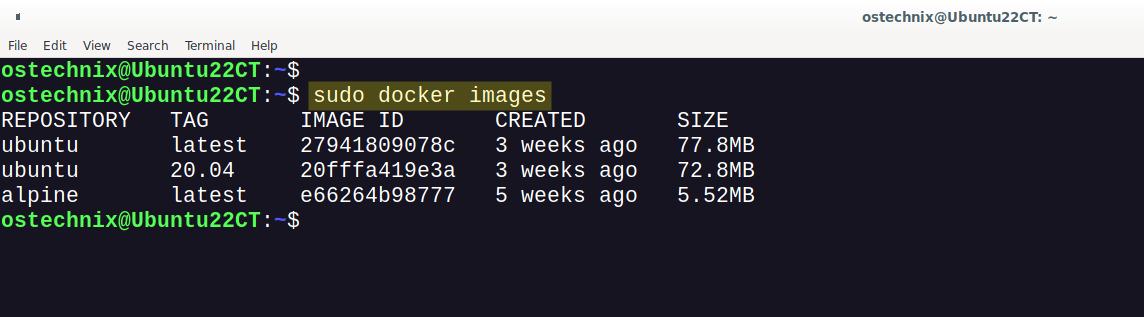 ostechnix@Ubuntu22CT: ~
File Edit View Search Terminal Help
ostechnix@Ubuntu22CT:~$
ostechnix@Ubuntu22CT:~$ sudo docker images
REPOSITORY TAG IMAGE ID CREATED SIZE
ubuntu latest 27941809078c 3 weeks ago 77.8MB
ubuntu 20.04 20fffa419e3a 3 weeks ago 72.8MB
alpine latest e66264b98777 5 weeks ago 5.52MB
ostechnix@Ubuntu22CT:~$